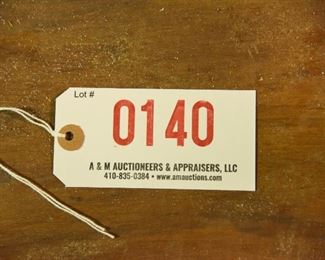 Lot #
0140
A & M AUCTIONEERS & APPRAISERS, LLC
410-835-0384 • www.amauctions.com